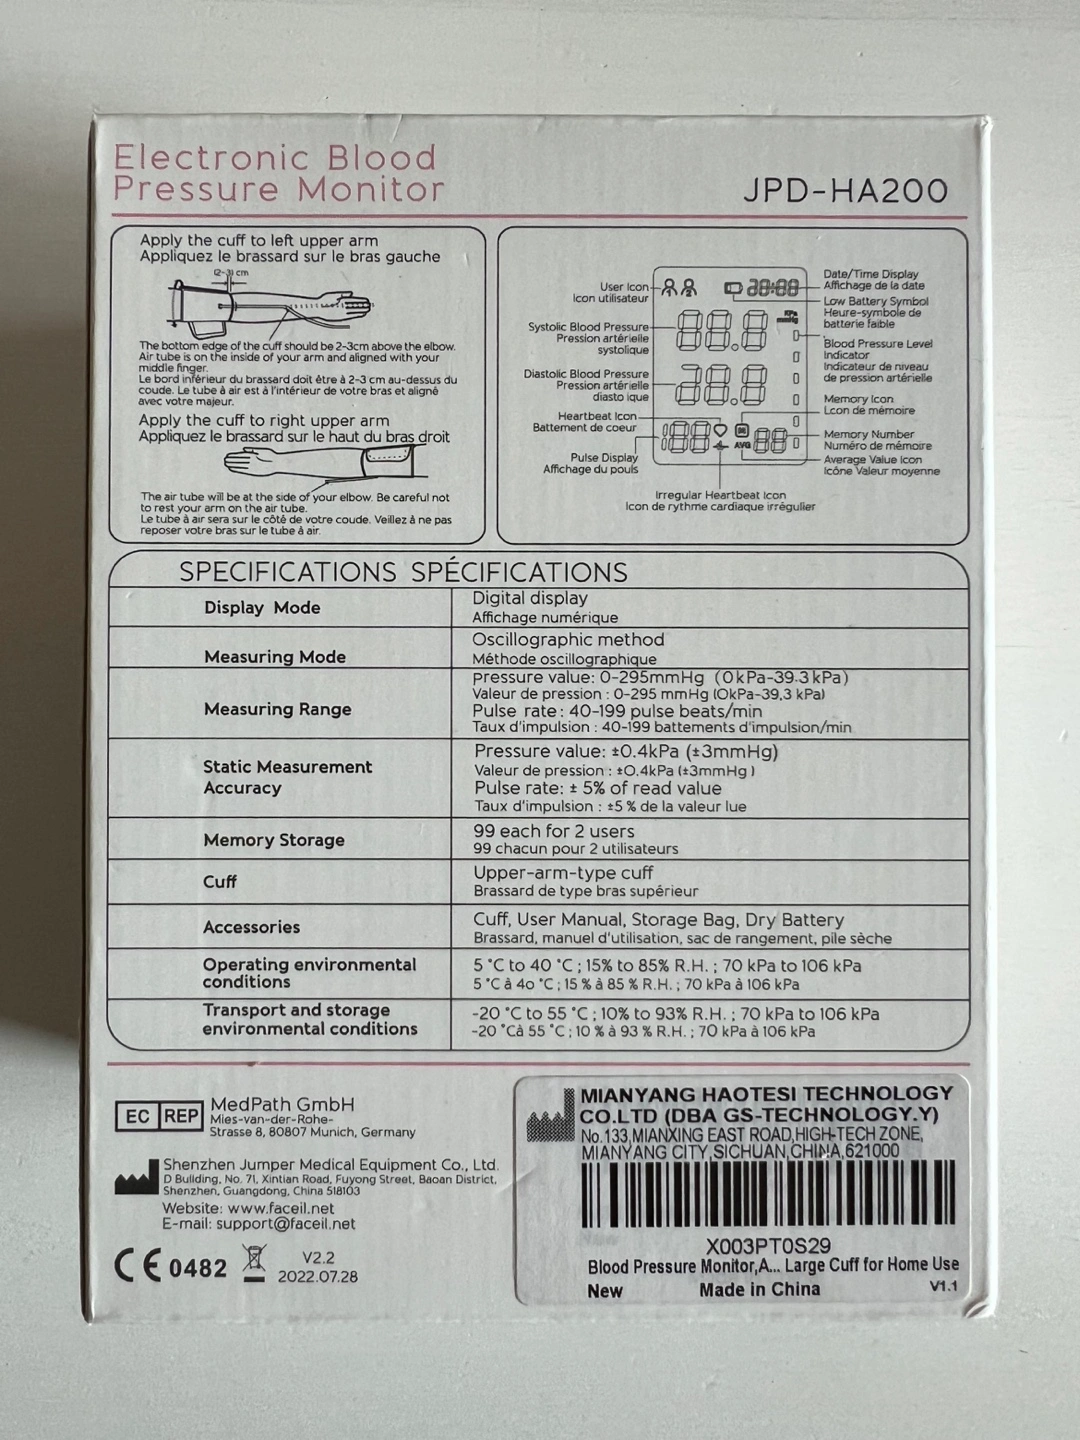 Electronic Blood
Pressure Monitor
JPD-HA200
Apply the cuff to left upper arm
Appliquez le brassard sur le bras gauche
(2-3) cm
The bottom edge of the cuff should be 2-3cm above the elbow.
Air tube is on the inside of your arm and aligned with your
middle finger.
Le bord inférieur du brassard doit être à 2-3 cm au-dessus du
coude. Le tube à air est à l'intérieur de votre bras et aligné
avec votre majeur.
Apply the cuff to right upper arm
Appliquez le brassard sur le haut du bras droit
The air tube will be at the side of your elbow. Be careful not
to rest your arm on the air tube.
Le tube à air sera sur le côté de votre coude. Veillez à ne pas
reposer votre bras sur le tube à air.
User Icon
Icon utilisateur
Systolic Blood Pressure
Pression artérielle
systolique
Diastolic Blood Pressure
Pression artérielle
diasto ique
Heartbeat Icon
Battement de coeur
Pulse Display
Affichage du pouls
88:88
KPa
mmHg
88.8
88.8
188
M
AVG
88
Date/Time Display
Affichage de la date
Low Battery Symbol
Heure-symbole de
batterie faible
Blood Pressure Level
Indicator
Indicateur de niveau
de pression artérielle
Memory Icon
Lcon de mémoire
Memory Number
Numéro de mémoire
Average Value Icon
Icône Valeur moyenne
Irregular Heartbeat Icon
Icon de rythme cardiaque irrégulier
SPECIFICATIONS SPÉCIFICATIONS
Display Mode
Digital display
Affichage numérique
Measuring Mode
Oscillographic method
Méthode oscillographique
Measuring Range
pressure value: 0-295mmHg (0kPa-39.3kPa)
Valeur de pression : 0-295 mmHg (OkPa-39,3 kPa)
Pulse rate: 40-199 pulse beats/min
Taux d'impulsion : 40-199 battements d'impulsion/min
Static Measurement
Accuracy
Pressure value: ±0.4kPa (±3mmHg)
Valeur de pression : ±0.4kPa (±3mmHg )
Pulse rate: ± 5% of read value
Taux d'impulsion : ±5 % de la valeur lue
Memory Storage
99 each for 2 users
99 chacun pour 2 utilisateurs
Cuff
Upper-arm-type cuff
Brassard de type bras supérieur
Accessories
Cuff, User Manual, Storage Bag, Dry Battery
Brassard, manuel d'utilisation, sac de rangement, pile sèche
Operating environmental
conditions
5 °C to 40 °C ; 15% to 85% R.H. ; 70 kPa to 106 kPa
5 °C à 4o °C ; 15 % à 85 % R.H. ; 70 kPa à 106 kPa
Transport and storage
environmental conditions
-20 °C to 55 °C ; 10% to 93% R.H. ; 70 kPa to 106 kPa
-20 °Cà 55 °C ; 10 % à 93 % R.H. ; 70 kPa à 106 kPa
EC REP
MedPath GmbH
Mies-van-der-Rohe-
Strasse 8, 80807 Munich, Germany
Shenzhen Jumper Medical Equipment Co., Ltd.
D Building, No. 71, Xintian Road, Fuyong Street, Baoan District,
Shenzhen, Guangdong, China 518103
Website: www.faceil.net
E-mail: support@faceil.net
CE 0482
V2.2
2022.07.28
MIANYANG HAOTESI TECHNOLOGY
CO.LTD (DBA GS-TECHNOLOGY.Y)
No.133,MIANXING EAST ROAD,HIGH-TECH ZONE,
MIANYANG CITY,SICHUAN,CHINA,621000
X003PT0S29
Blood Pressure Monitor,A... Large Cuff for Home Use
New
Made in China
V1.1